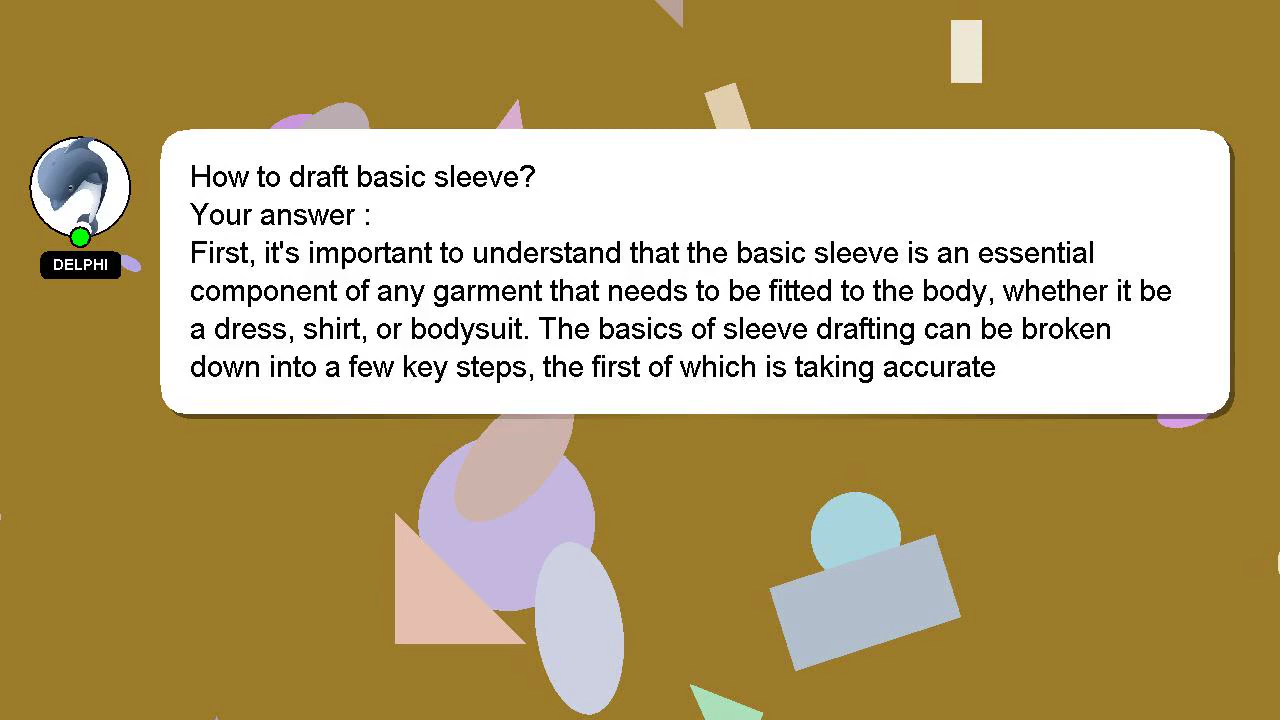 How to draft basic sleeve?
Your answer :
First, it's important to understand that the basic sleeve is an essential
component of any garment that needs to be fitted to the body, whether it be
a dress, shirt, or bodysuit. The basics of sleeve drafting can be broken
down into a few key steps, the first of which is taking accurate
DELPHI